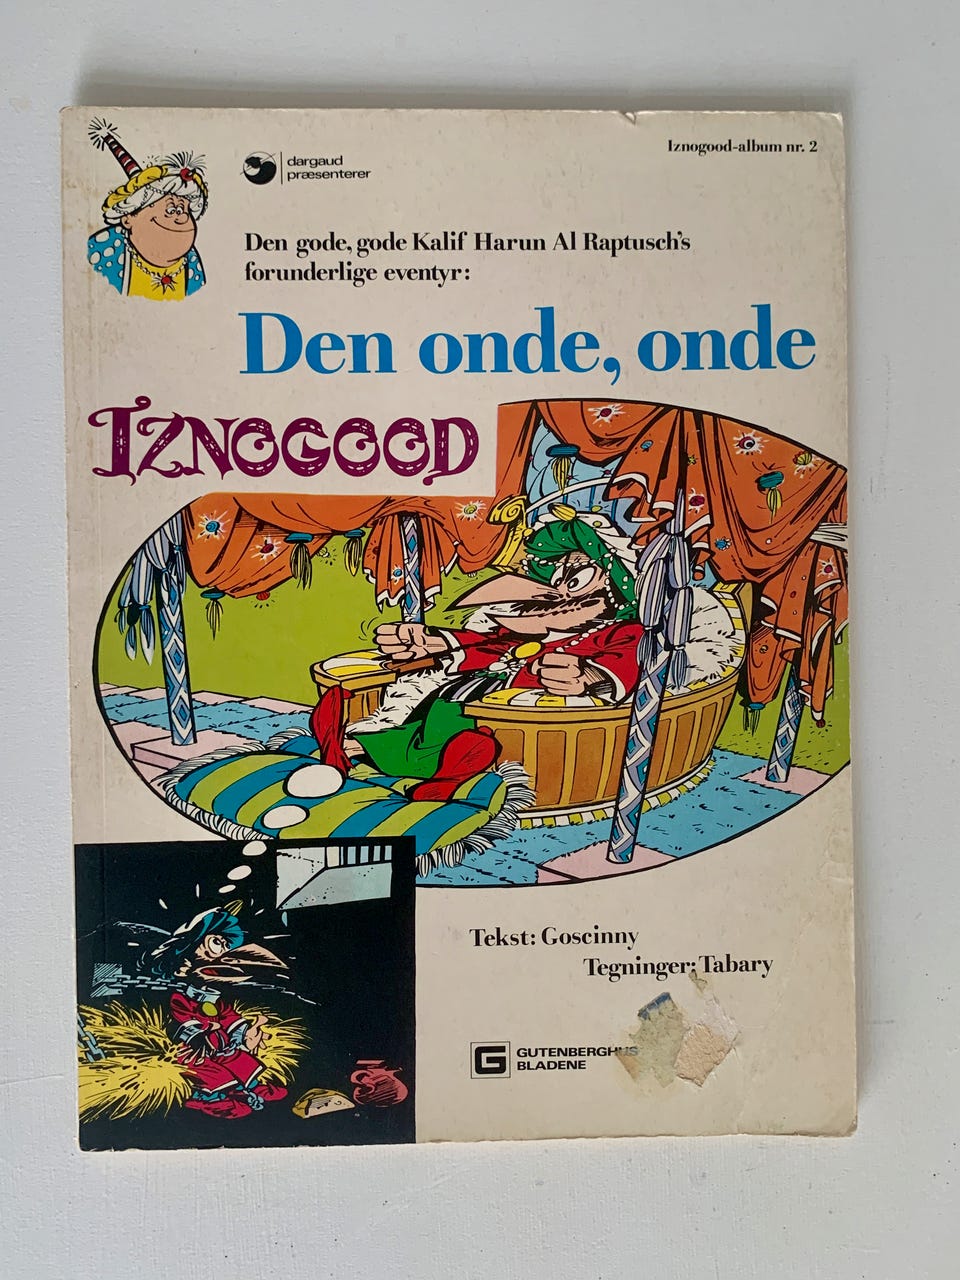 Iznogood-album nr. 2
dargaud
præsenterer
Den gode, gode Kalif Harun Al Raptusch's
forunderlige eventyr:
Den onde, onde
IZNOGOOD
Tekst: Goscinny
Tegninger: Tabary
G GUTENBERGHUS
BLADENE